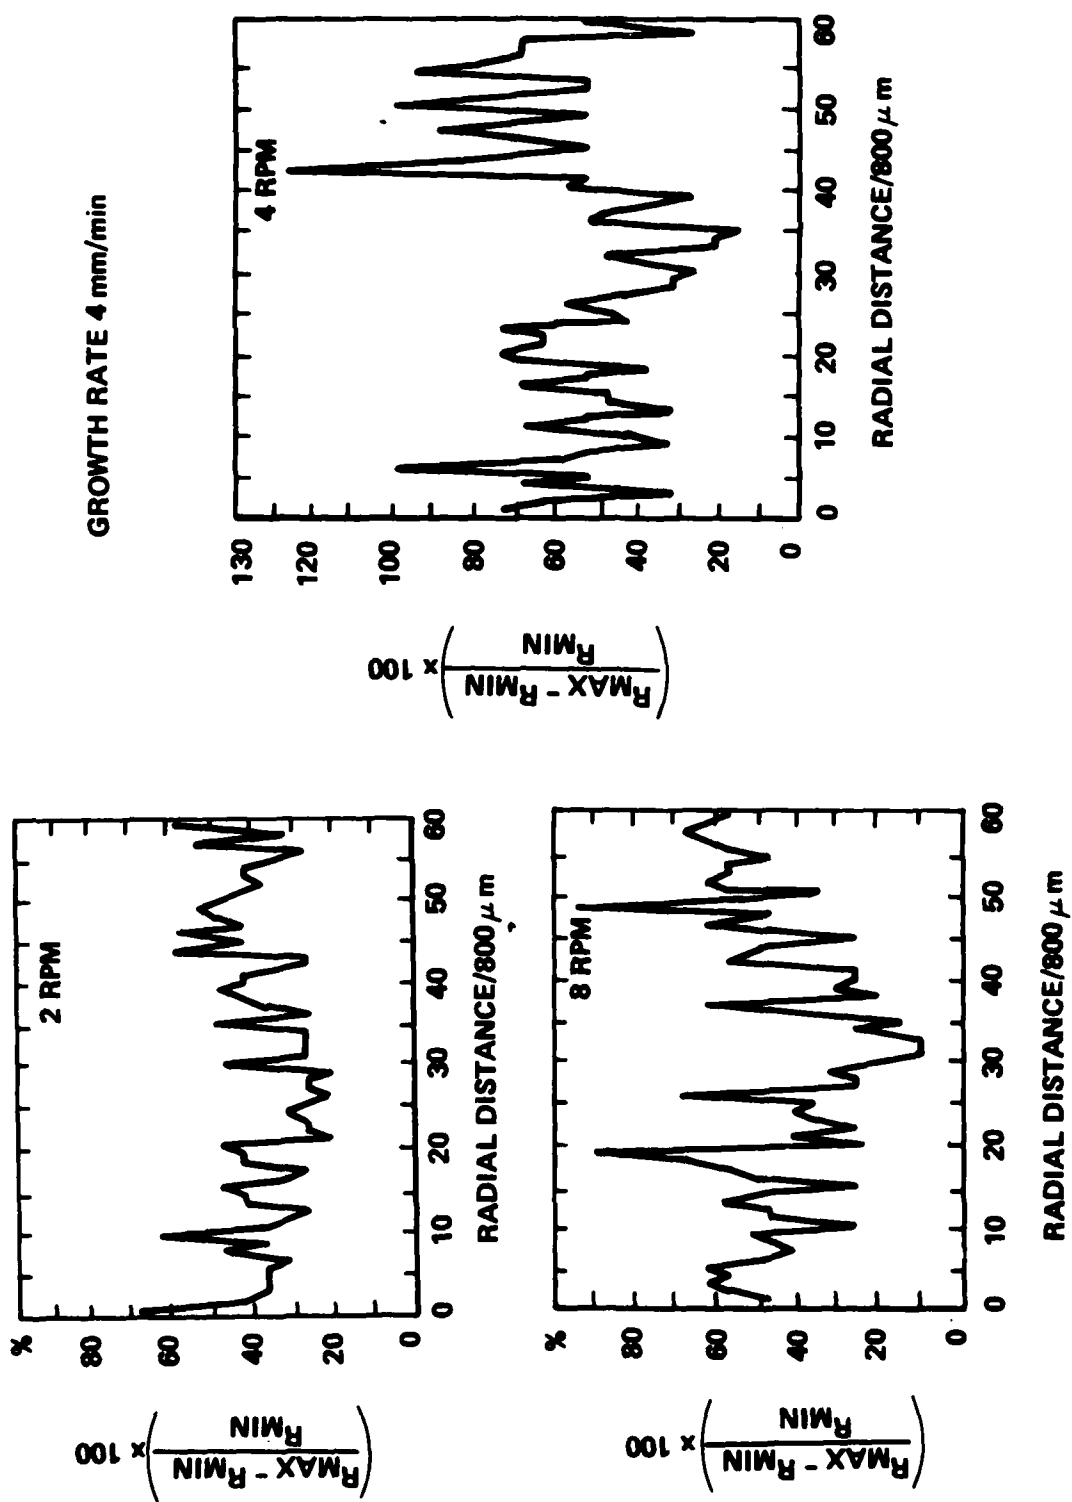 GROWTH RATE 4 mm/min
2 RPM
%
80
60
40
20
0
0 10 20 30 40 50 60
RADIAL DISTANCE/800 μm
(RMAX - RMIN / RMIN) x 100
4 RPM
130
120
100
80
60
40
20
0
0 10 20 30 40 50 60
RADIAL DISTANCE/800 μm
(RMAX - RMIN / RMIN) x 100
8 RPM
%
80
60
40
20
0
0 10 20 30 40 50 60
RADIAL DISTANCE/800 μm
(RMAX - RMIN / RMIN) x 100